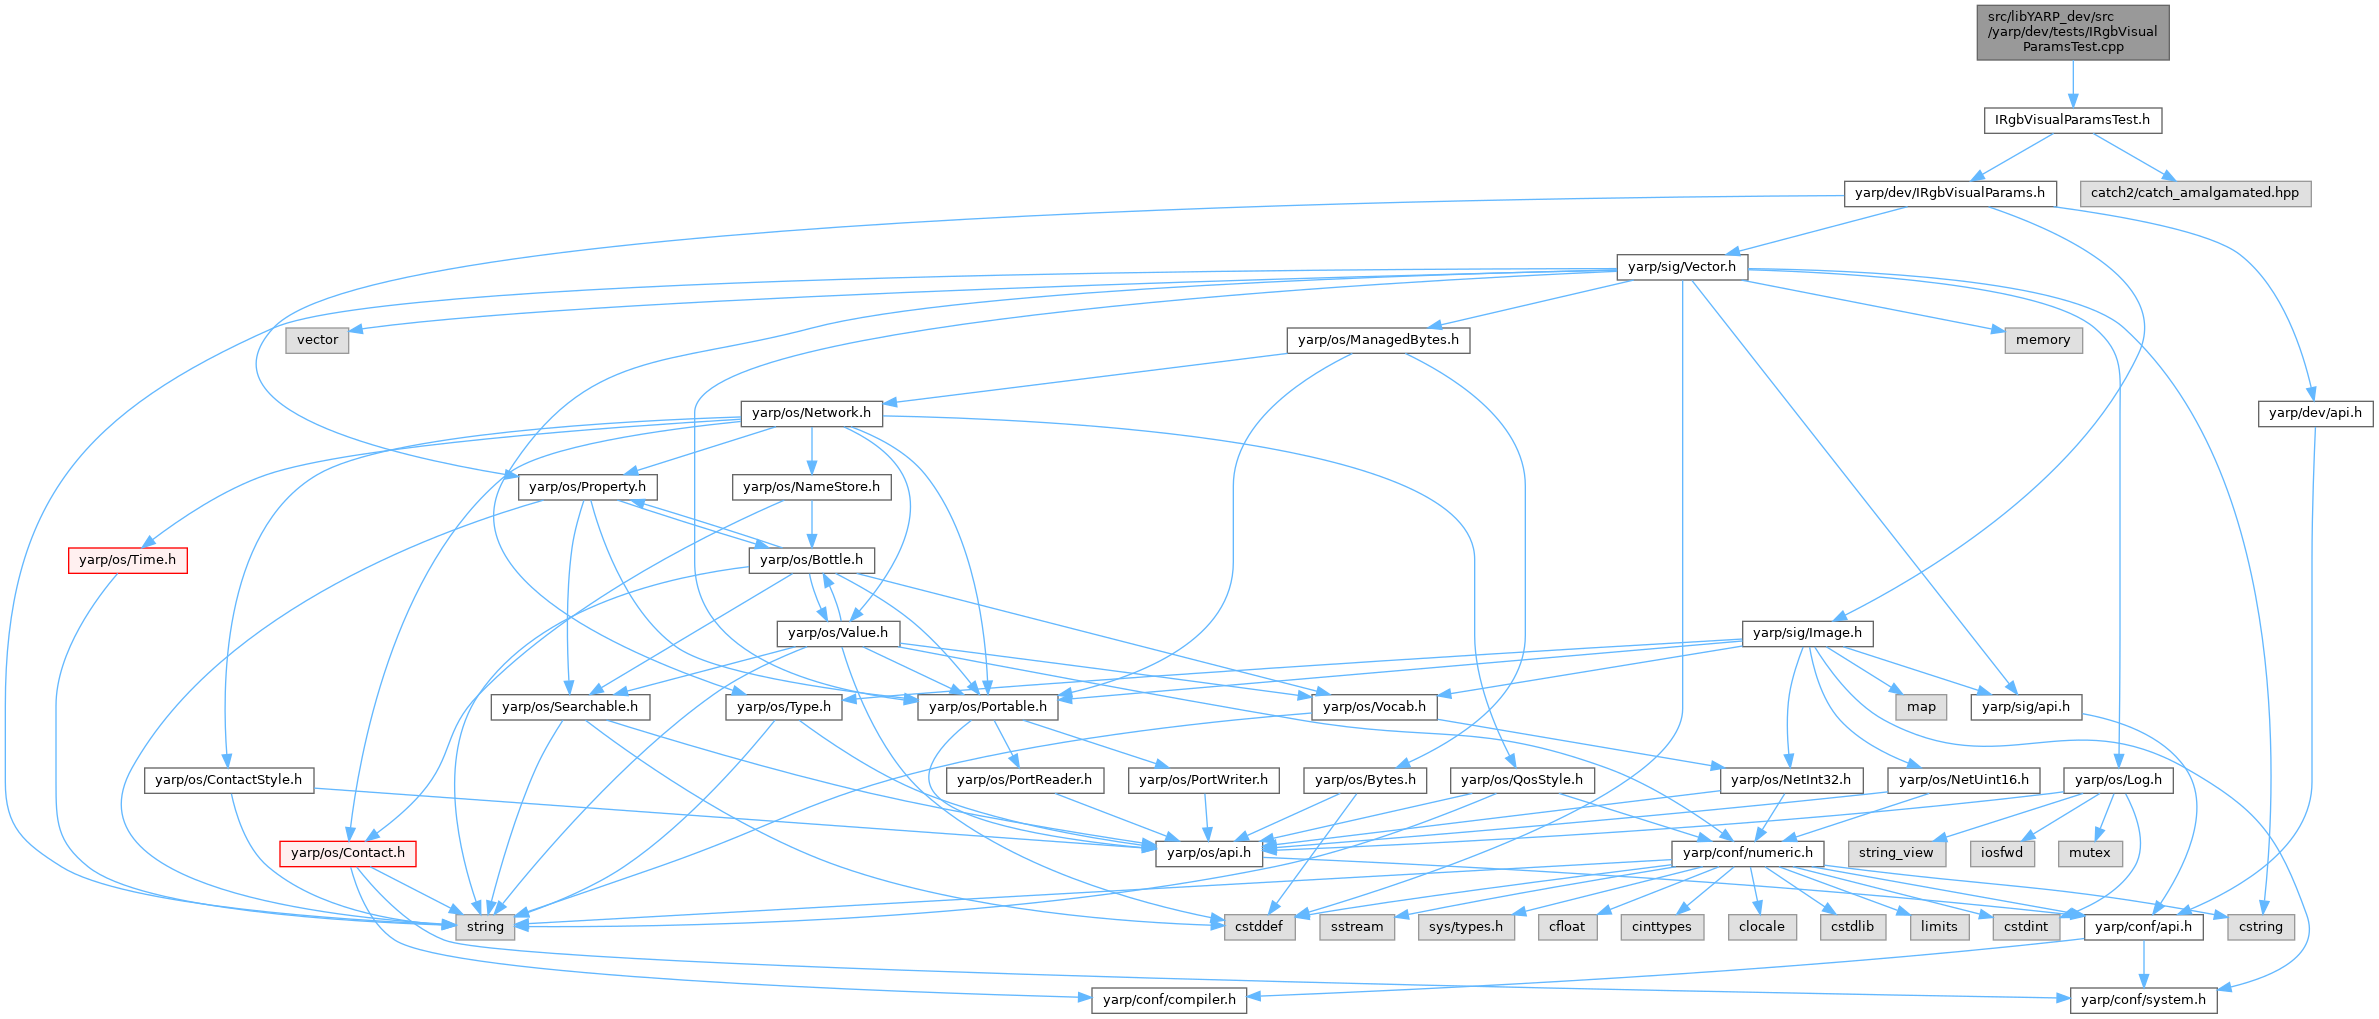 src/libYARP_dev/src
/yarp/dev/tests/IRgbVisual
ParamsTest.cpp
IRgbVisualParamsTest.h
yarp/dev/IRgbVisualParams.h
catch2/catch_amalgamated.hpp
yarp/sig/Vector.h
vector
yarp/os/ManagedBytes.h
memory
yarp/os/Network.h
yarp/dev/api.h
yarp/os/Property.h
yarp/os/NameStore.h
yarp/os/Time.h
yarp/os/Bottle.h
yarp/os/Value.h
yarp/sig/Image.h
yarp/os/Searchable.h
yarp/os/Type.h
yarp/os/Portable.h
yarp/os/Vocab.h
map
yarp/sig/api.h
yarp/os/ContactStyle.h
yarp/os/PortReader.h
yarp/os/PortWriter.h
yarp/os/Bytes.h
yarp/os/QosStyle.h
yarp/os/NetInt32.h
yarp/os/NetUint16.h
yarp/os/Log.h
yarp/os/Contact.h
yarp/os/api.h
yarp/conf/numeric.h
string_view
iosfwd
mutex
string
cstddef
sstream
sys/types.h
cfloat
cinttypes
clocale
cstdlib
limits
cstdint
yarp/conf/api.h
cstring
yarp/conf/compiler.h
yarp/conf/system.h